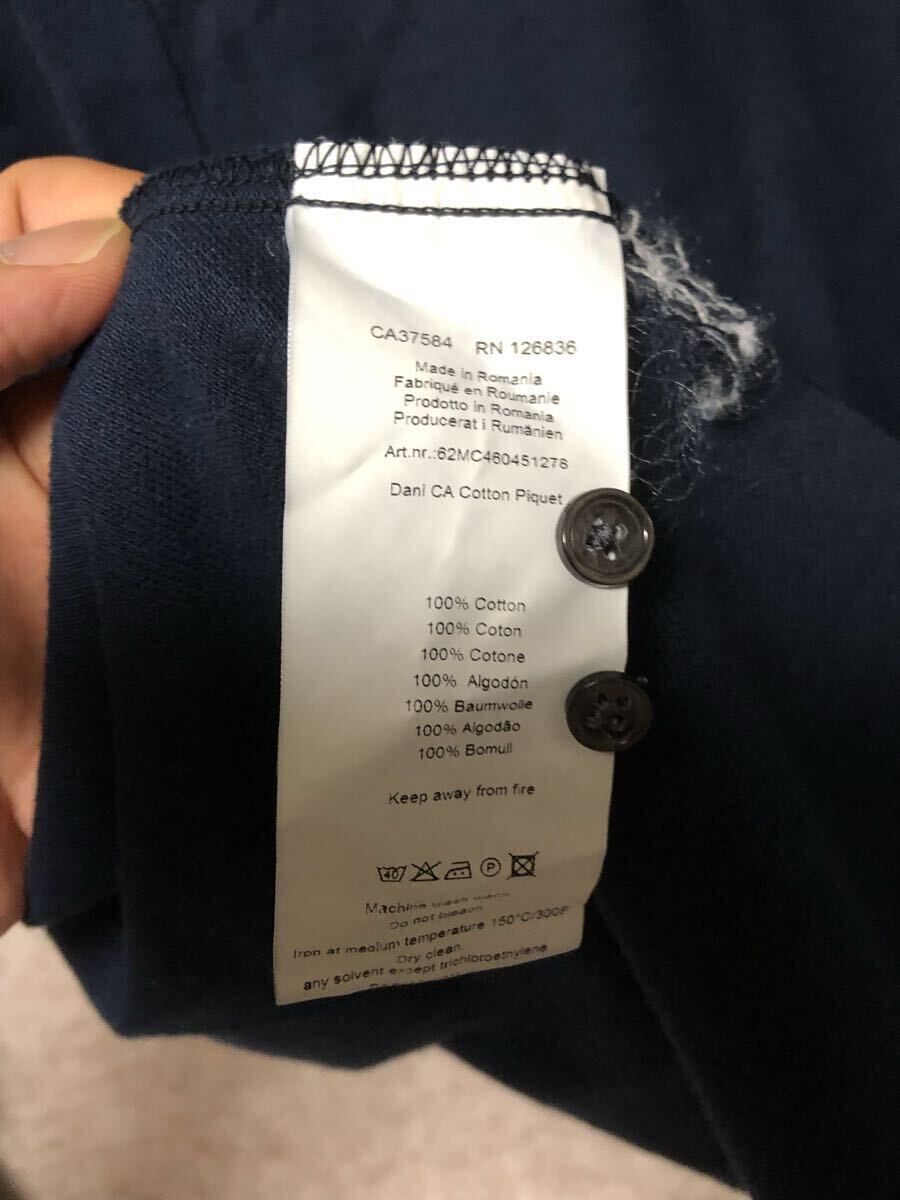 CA37584 RN 126836
Made in Romania
Fabriqué en Roumanie
Prodotto in Romania
Producerat i Rumänien
Art.nr.:62MC460451278
Dani CA Cotton Piquet
100% Cotton
100% Coton
100% Cotone
100% Algodón
100% Baumwolle
100% Algodão
100% Bomull
Keep away from fire
40
P
Machine wash warm
Do not bleach
Iron at medium temperature 150°C/300F
Dry clean.
any solvent except trichloroethylene